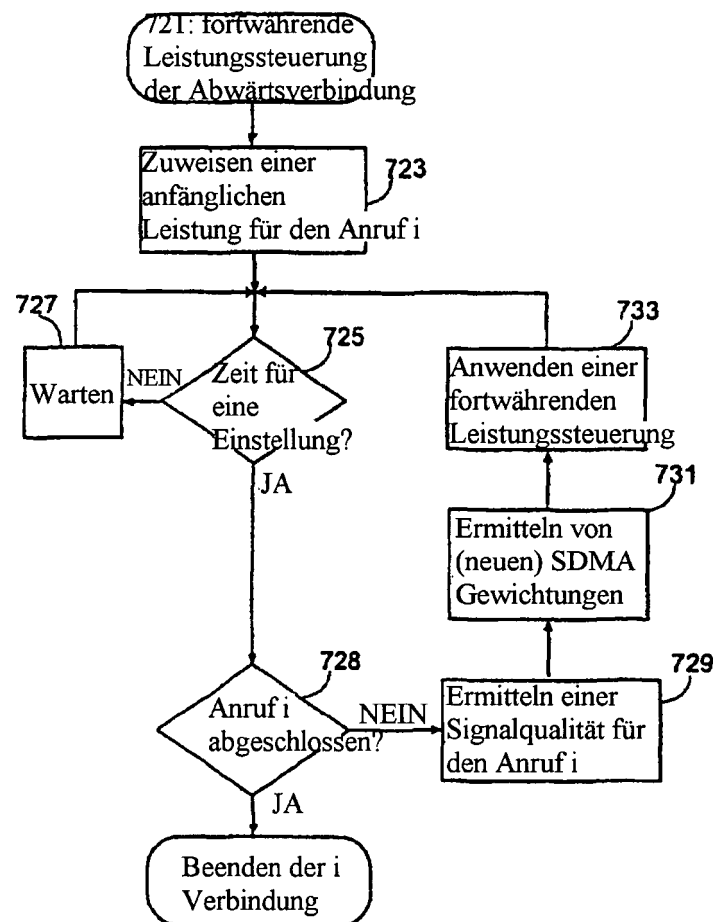 721: fortwährende
Leistungssteuerung
der Abwärtsverbindung
Zuweisen einer
anfänglichen
Leistung für den Anruf i
723
727
Warten
NEIN
725
Zeit für
eine
Einstellung?
JA
733
Anwenden einer
fortwährenden
Leistungssteuerung
731
Ermitteln von
(neuen) SDMA
Gewichtungen
728
Anruf i
abgeschlossen?
NEIN
729
Ermitteln einer
Signalqualität für
den Anruf i
JA
Beenden der i
Verbindung